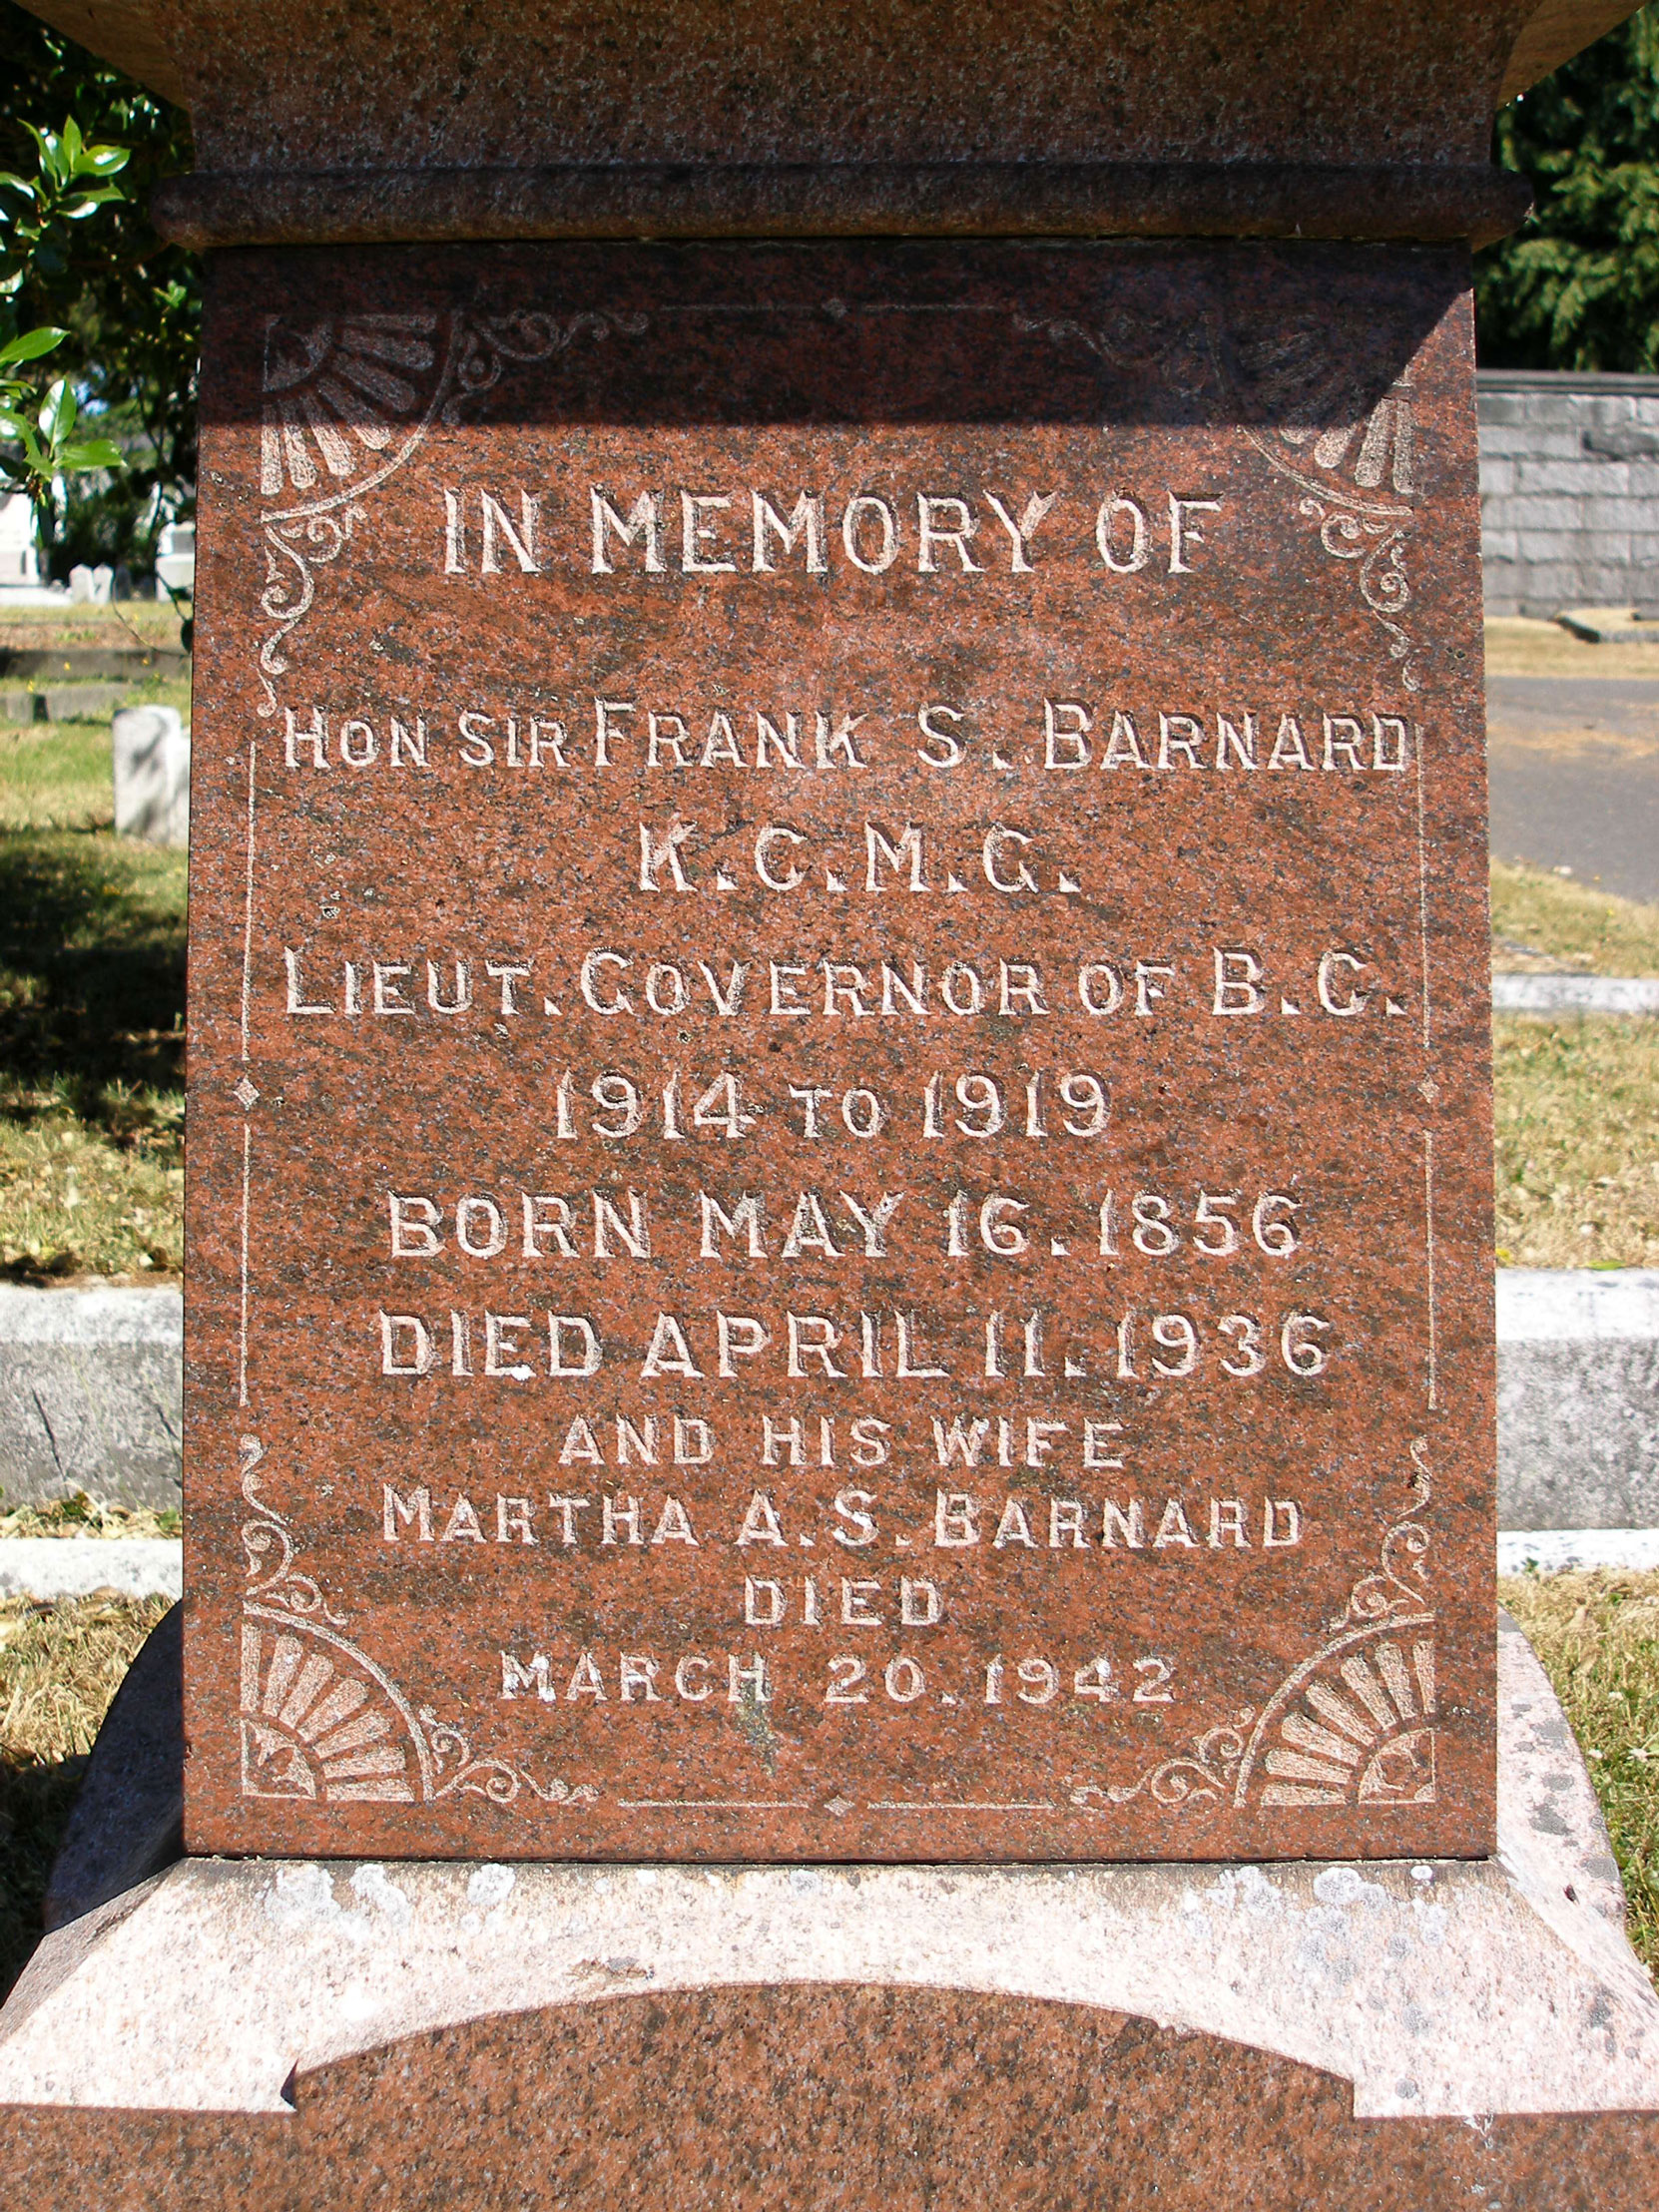 IN MEMORY OF
HON SIR FRANK S. BARNARD
K.C.M.G.
LIEUT. GOVERNOR OF B.C.
1914 TO 1919
BORN MAY 16. 1856
DIED APRIL 11. 1936
AND HIS WIFE
MARTHA A.S. BARNARD
DIED
MARCH 20. 1942